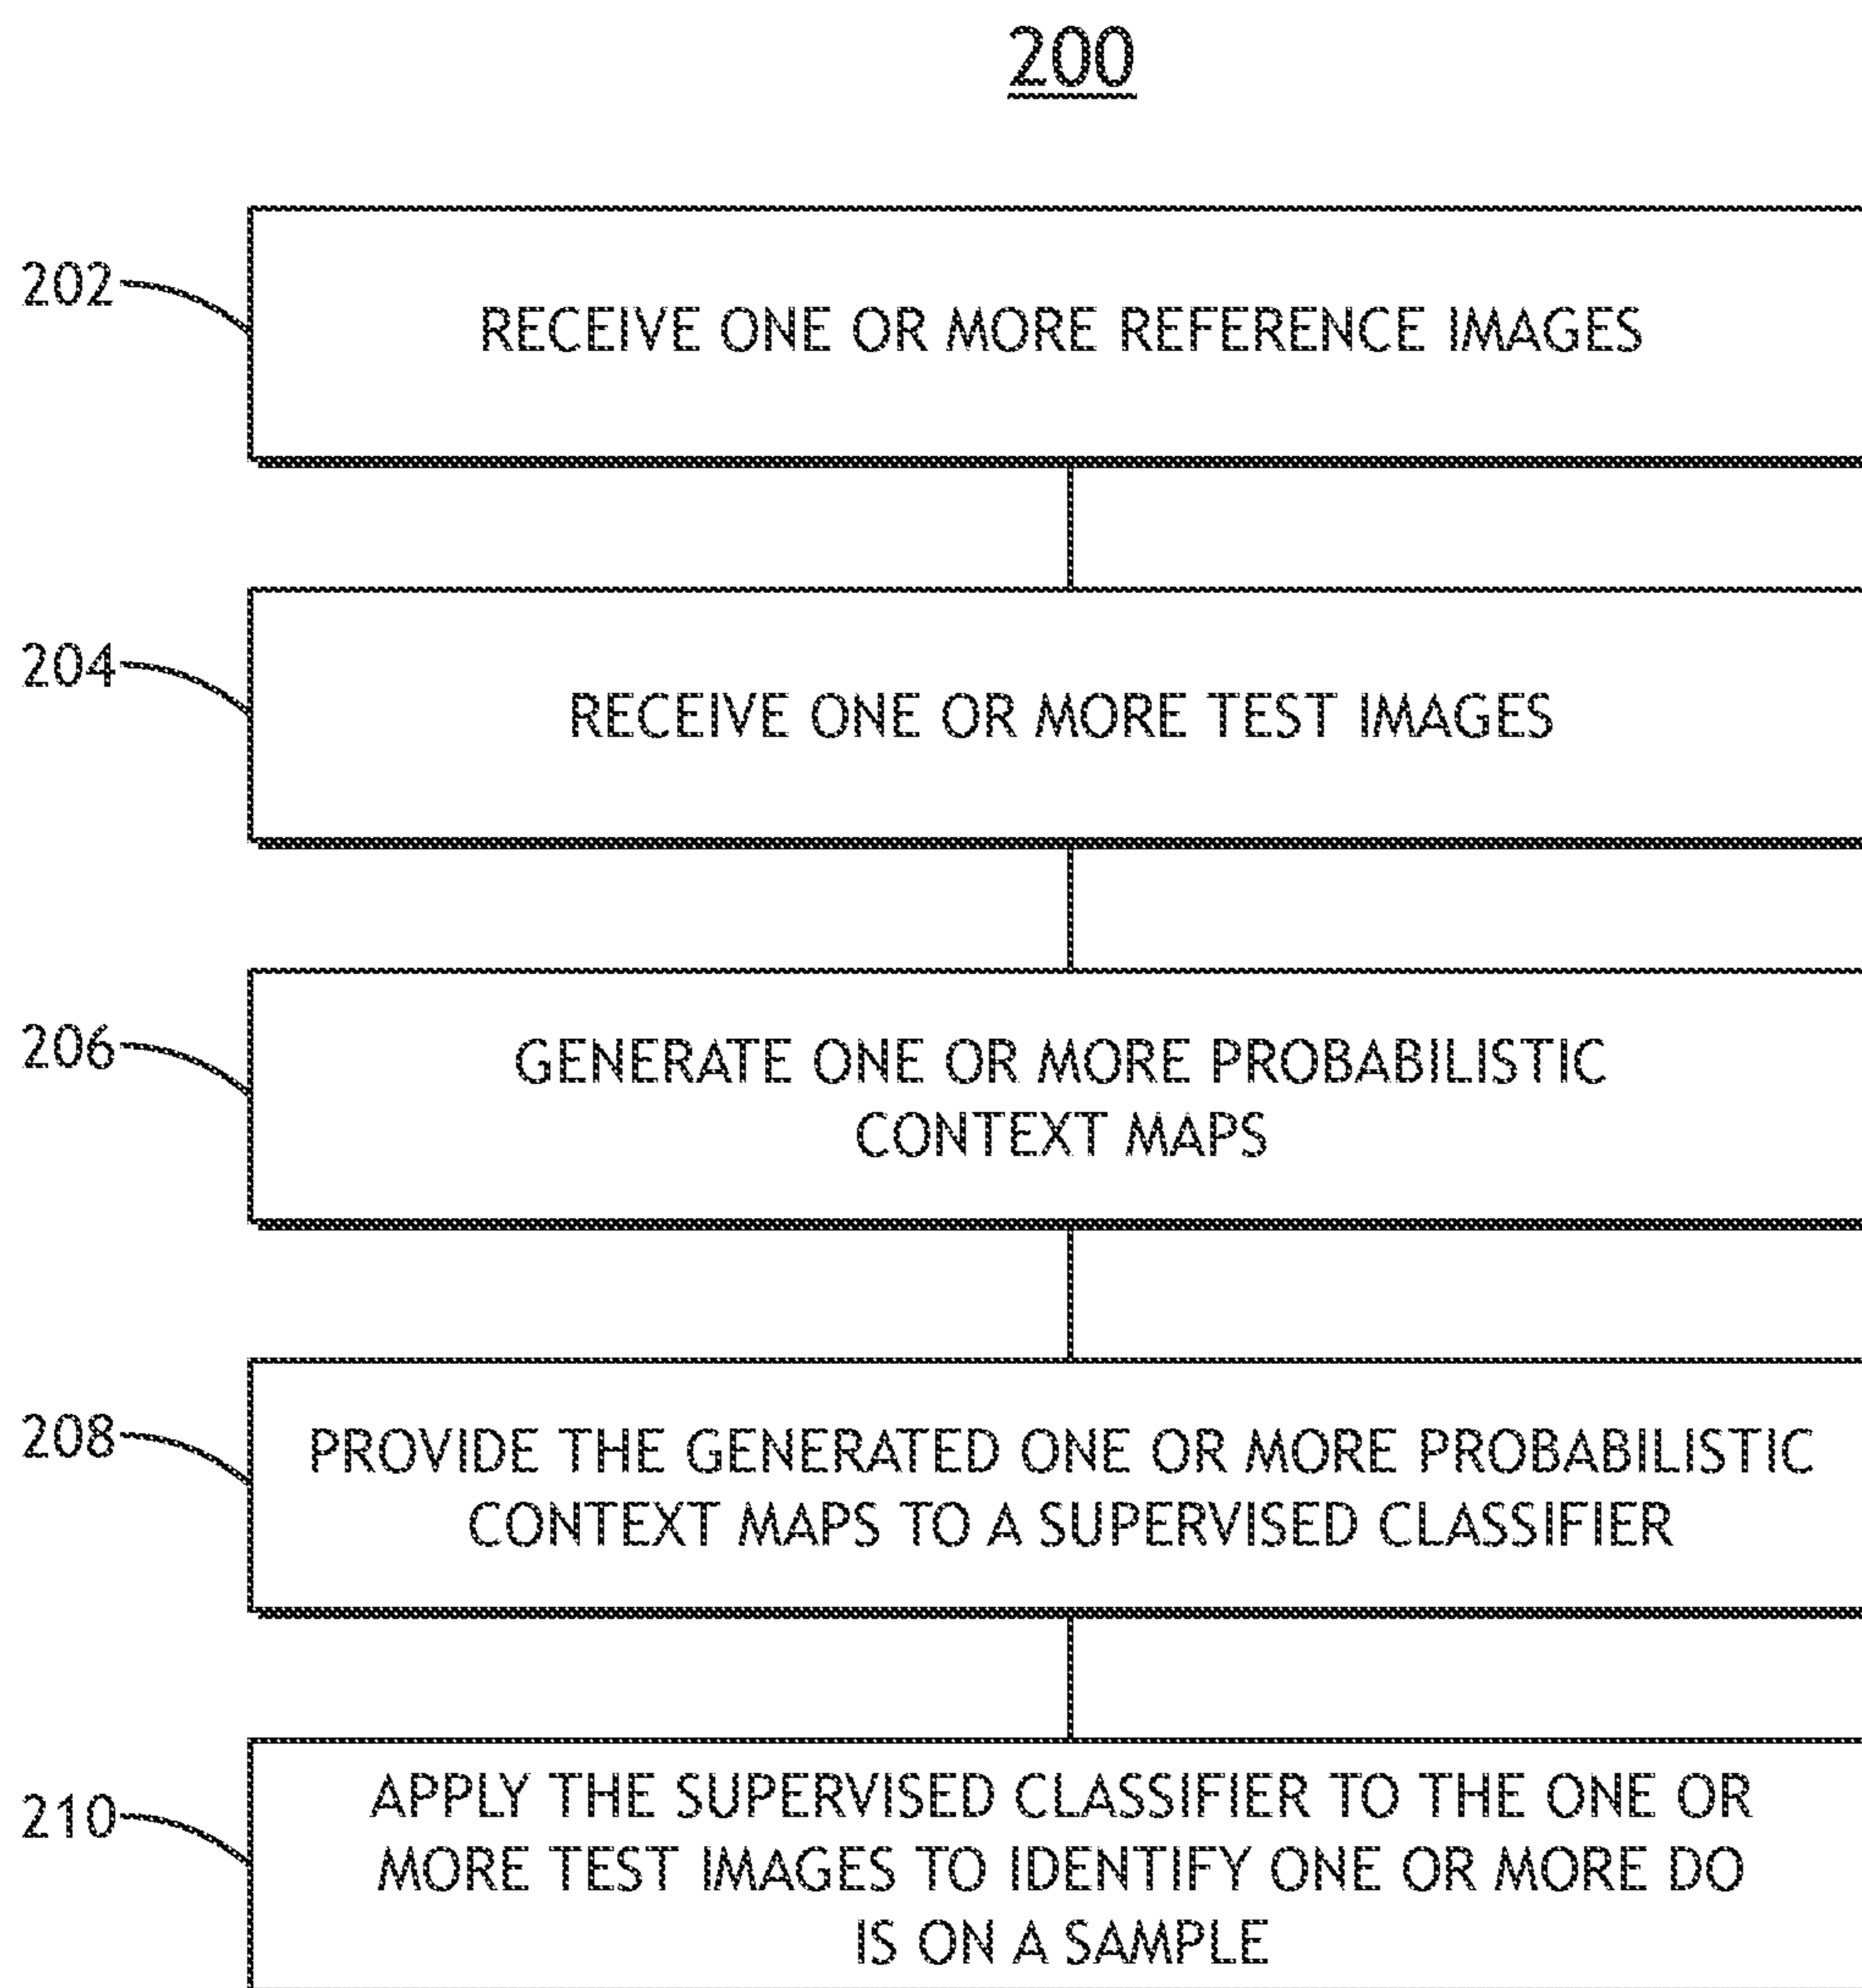 200
202
RECEIVE ONE OR MORE REFERENCE IMAGES
204
RECEIVE ONE OR MORE TEST IMAGES
206
GENERATE ONE OR MORE PROBABILISTIC
CONTEXT MAPS
208
PROVIDE THE GENERATED ONE OR MORE PROBABILISTIC
CONTEXT MAPS TO A SUPERVISED CLASSIFIER
210
APPLY THE SUPERVISED CLASSIFIER TO THE ONE OR
MORE TEST IMAGES TO IDENTIFY ONE OR MORE DO
IS ON A SAMPLE